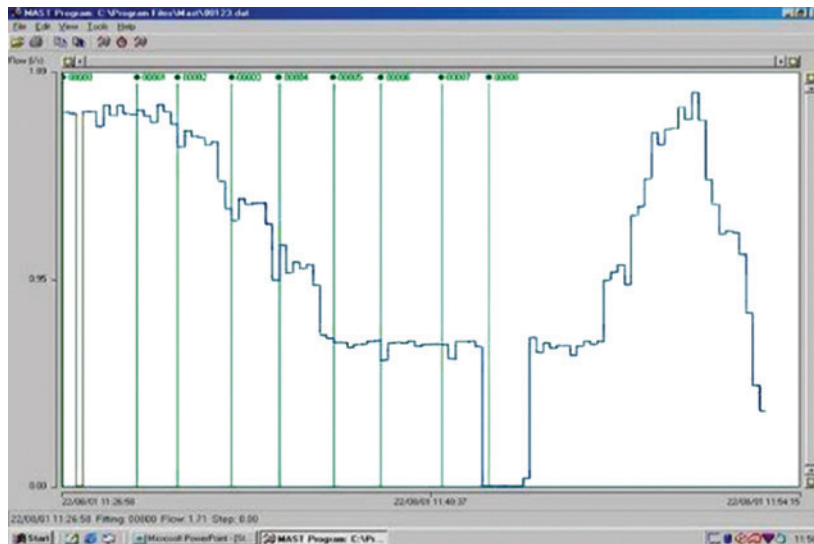 MAST Program: C:\Program Files\Mast\00123.dat
File Edit View Tools Help
Flow (l/s)
1.89
00000 00001 00002 00003 00004 00005 00006 00007 00008
0.95
0.00
22/08/01 11:26:58 22/08/01 11:40:37 22/08/01 11:54:15
22/08/01 11:26:58 Fitting: 00000 Flow: 1.71 Step: 0.00
Start Microsoft PowerPoint - [St... MAST Program: C:\Pr... 11:56